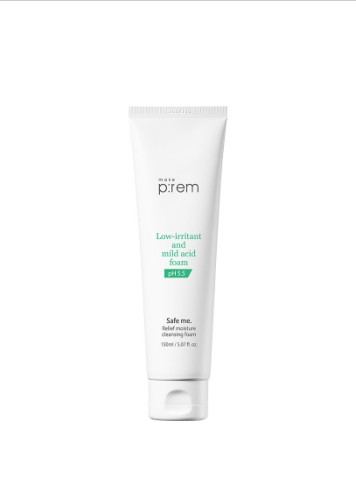 make
p:rem
Low-irritant
and
mild acid
foam
pH 5.5
Safe me.
Relief moisture
cleansing foam
150ml / 5.07 fl. oz.